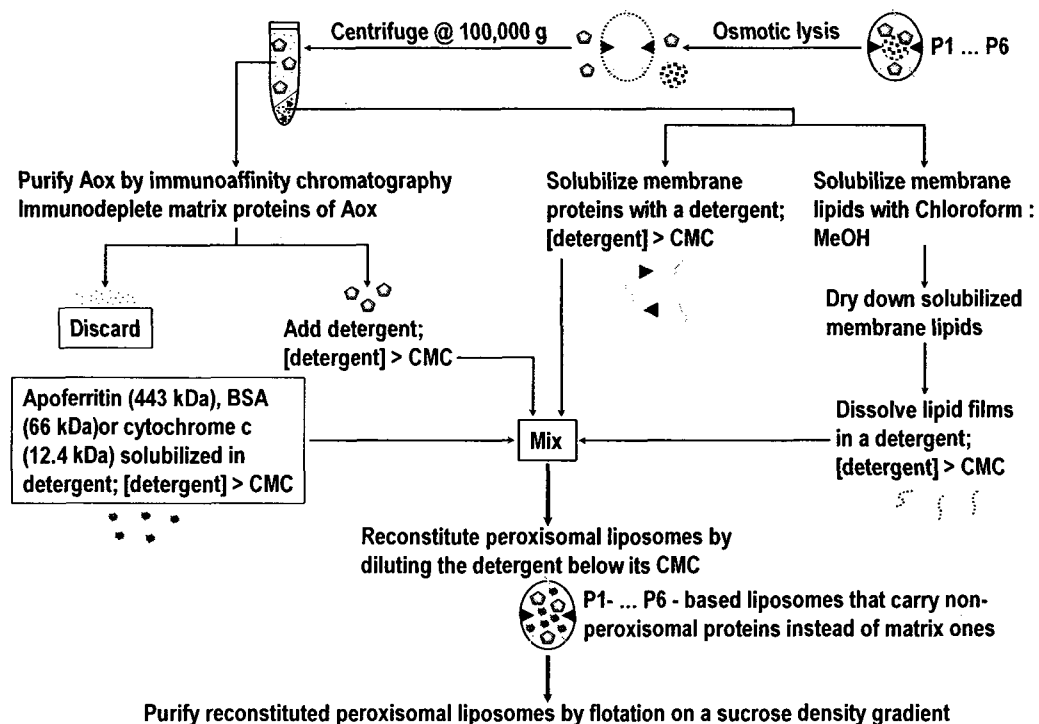 Centrifuge @ 100,000 g
Osmotic lysis
P1 ... P6
Purify Aox by immunoaffinity chromatography
Immunodeplete matrix proteins of Aox
Solubilize membrane
proteins with a detergent;
[detergent] > CMC
Solubilize membrane
lipids with Chloroform :
MeOH
Discard
Add detergent;
[detergent] > CMC
Dry down solubilized
membrane lipids
Apoferritin (443 kDa), BSA
(66 kDa)or cytochrome c
(12.4 kDa) solubilized in
detergent; [detergent] > CMC
Mix
Dissolve lipid films
in a detergent;
[detergent] > CMC
Reconstitute peroxisomal liposomes by
diluting the detergent below its CMC
P1- ... P6 - based liposomes that carry non-
peroxisomal proteins instead of matrix ones
Purify reconstituted peroxisomal liposomes by flotation on a sucrose density gradient